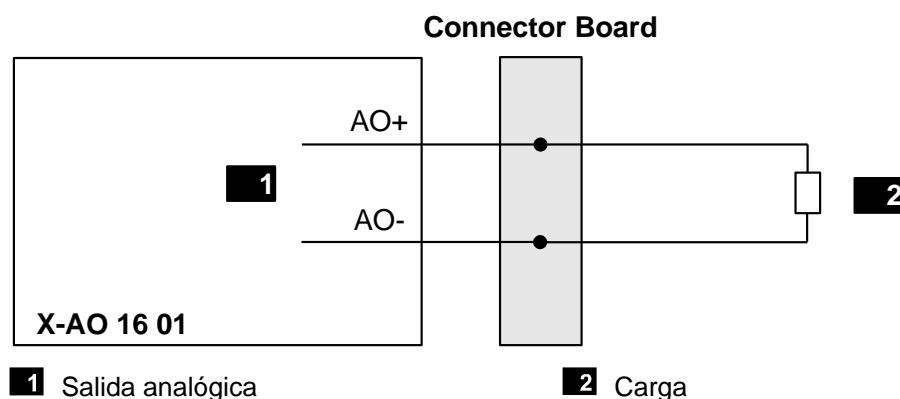 Connector Board
AO+
1
2
AO-
X-AO 16 01
1 Salida analógica
2 Carga